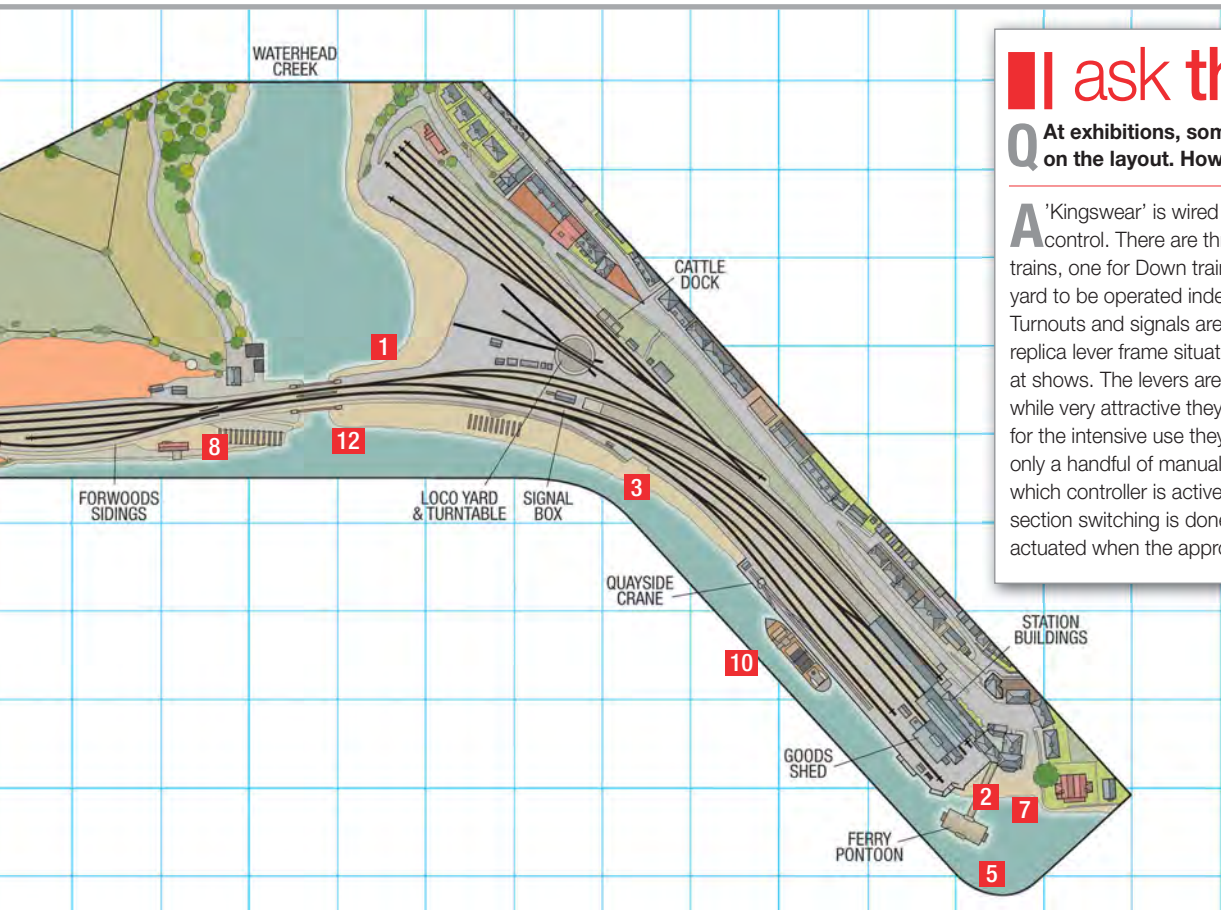 WATERHEAD
CREEK
CATTLE
DOCK
1
8
12
3
FORWOODS
SIDINGS
LOCO YARD
& TURNTABLE
SIGNAL
BOX
QUAYSIDE
CRANE
10
STATION
BUILDINGS
GOODS
SHED
2
7
FERRY
PONTOON
5
ask th
Q At exhibitions, som
on the layout. How
A 'Kingswear' is wired
control. There are th
trains, one for Down train
yard to be operated inde
Turnouts and signals are
replica lever frame situat
at shows. The levers are
while very attractive they
for the intensive use they
only a handful of manual
which controller is active
section switching is done
actuated when the appro